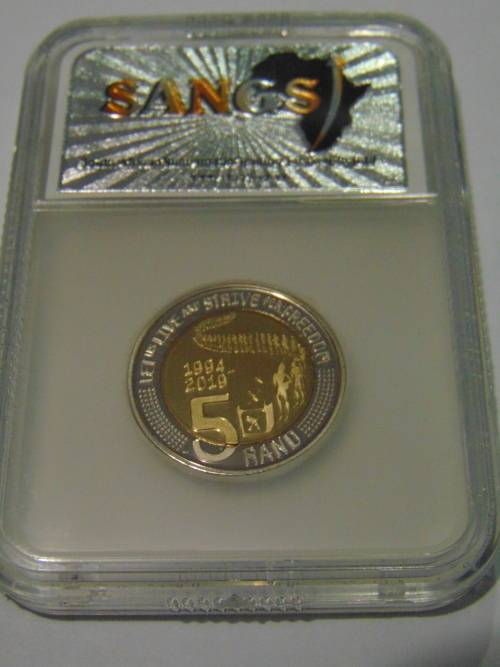 SANGS
LET US LIVE AND STRIVE FOR FREEDOM
1994-
2019
5
RAND